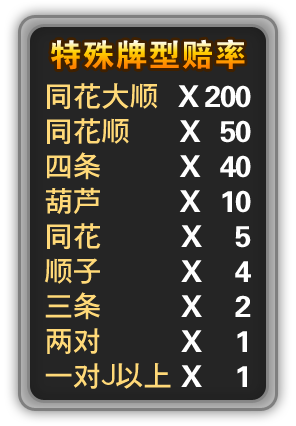 特殊牌型赔率
同花大顺 X 200
同花顺 X 50
四条 X 40
葫芦 X 10
同花 X 5
顺子 X 4
三条 X 2
两对 X 1
一对J以上 X 1